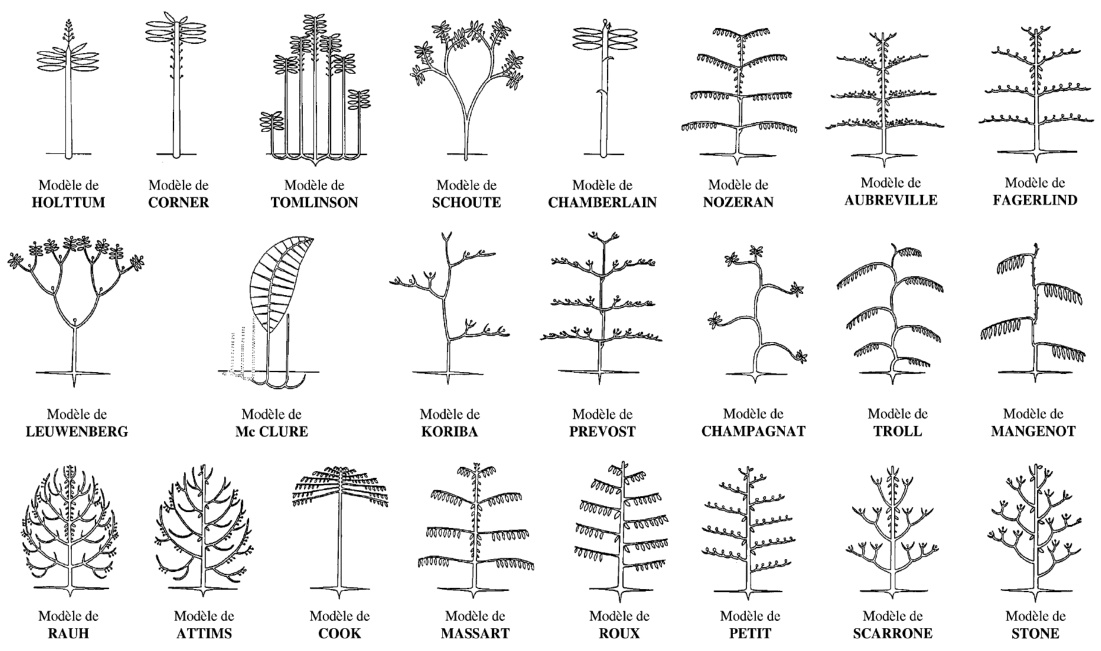 Modèle de
HOLTTUM
Modèle de
CORNER
Modèle de
TOMLINSON
Modèle de
SCHOUTE
Modèle de
CHAMBERLAIN
Modèle de
NOZERAN
Modèle de
AUBREVILLE
Modèle de
FAGERLIND
Modèle de
LEUWENBERG
Modèle de
Mc CLURE
Modèle de
KORIBA
Modèle de
PREVOST
Modèle de
CHAMPAGNAT
Modèle de
TROLL
Modèle de
MANGENOT
Modèle de
RAUH
Modèle de
ATTIMS
Modèle de
COOK
Modèle de
MASSART
Modèle de
ROUX
Modèle de
PETIT
Modèle de
SCARRONE
Modèle de
STONE